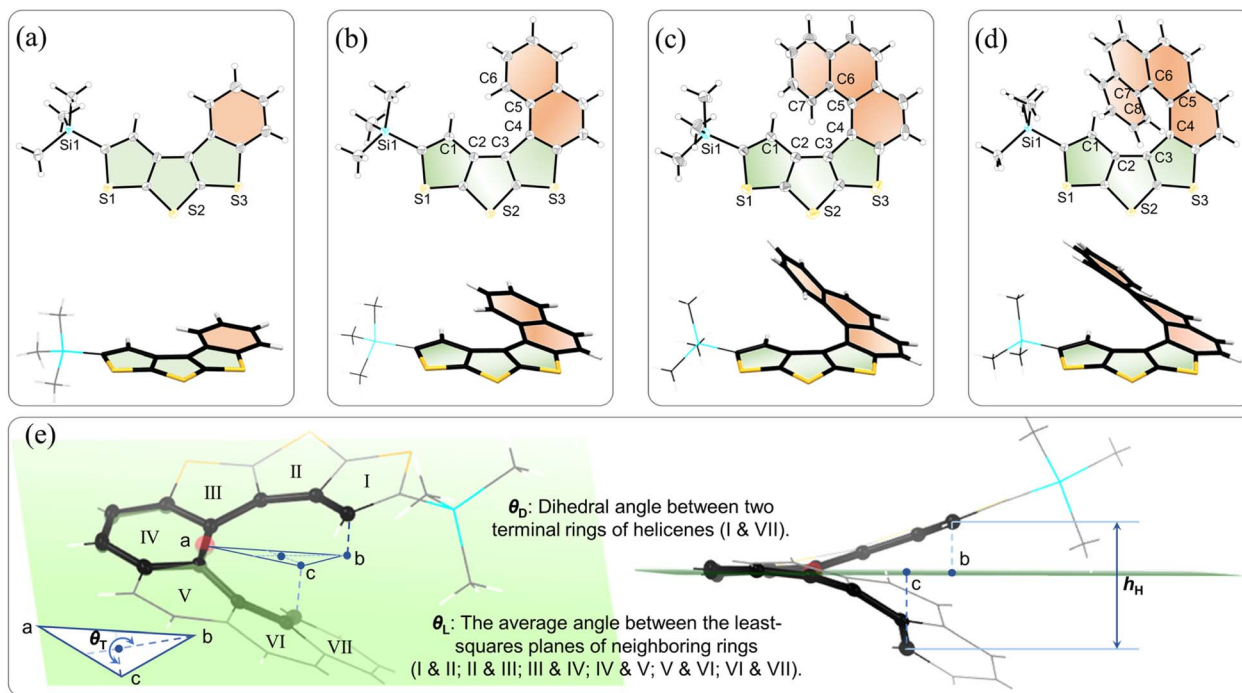 (a)
Si1
S1
S2
S3
(b)
C6
C5
C4
C1
C2
C3
Si1
S1
S2
S3
(c)
C6
C7
C5
C4
C1
C2
C3
Si1
S1
S2
S3
(d)
C6
C7
C8
C5
C4
C1
C2
C3
Si1
S1
S2
S3
(e)
II
I
III
IV
a
b
c
V
VI
VII
a
θT
b
c
θD: Dihedral angle between two
terminal rings of helicenes (I & VII).
θL: The average angle between the least-
squares planes of neighboring rings
(I & II; II & III; III & IV; IV & V; V & VI; VI & VII).
b
c
hH